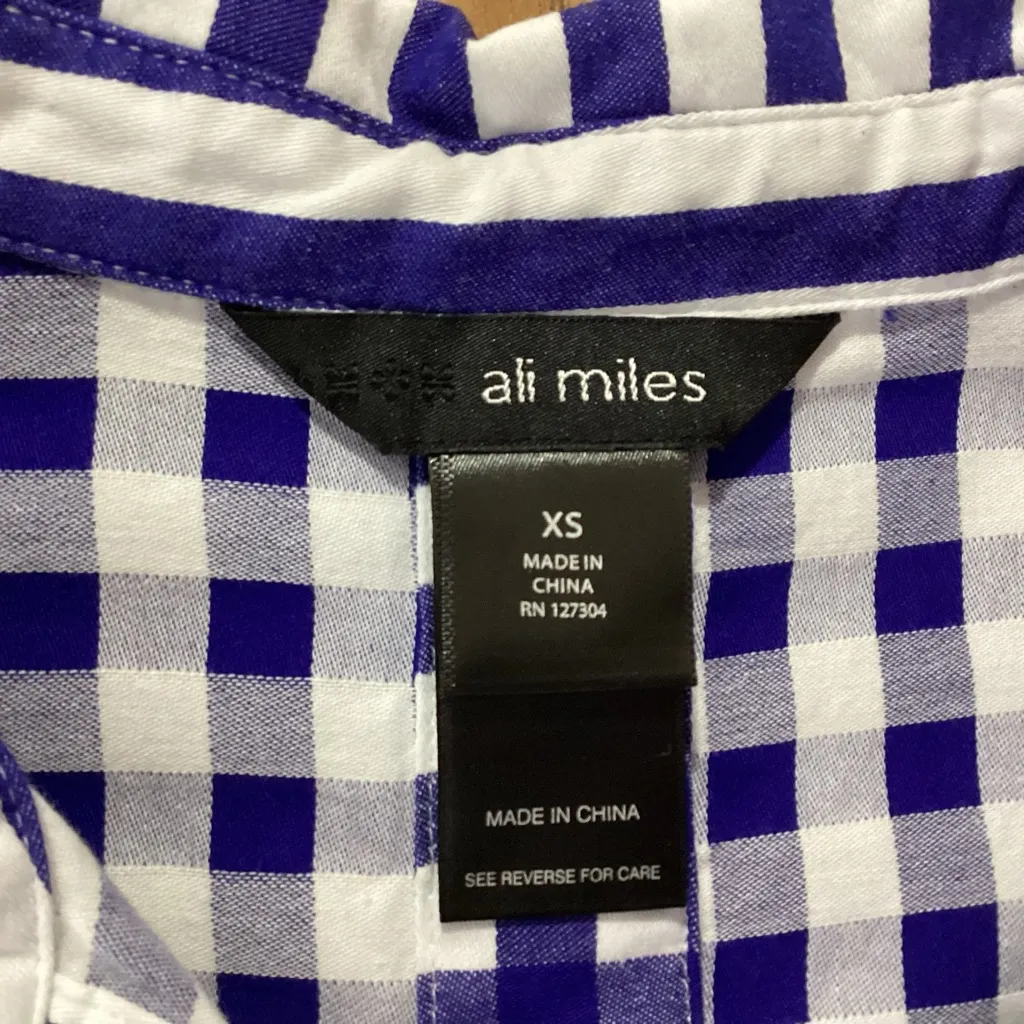 ali miles
XS
MADE IN
CHINA
RN 127304
MADE IN CHINA
SEE REVERSE FOR CARE